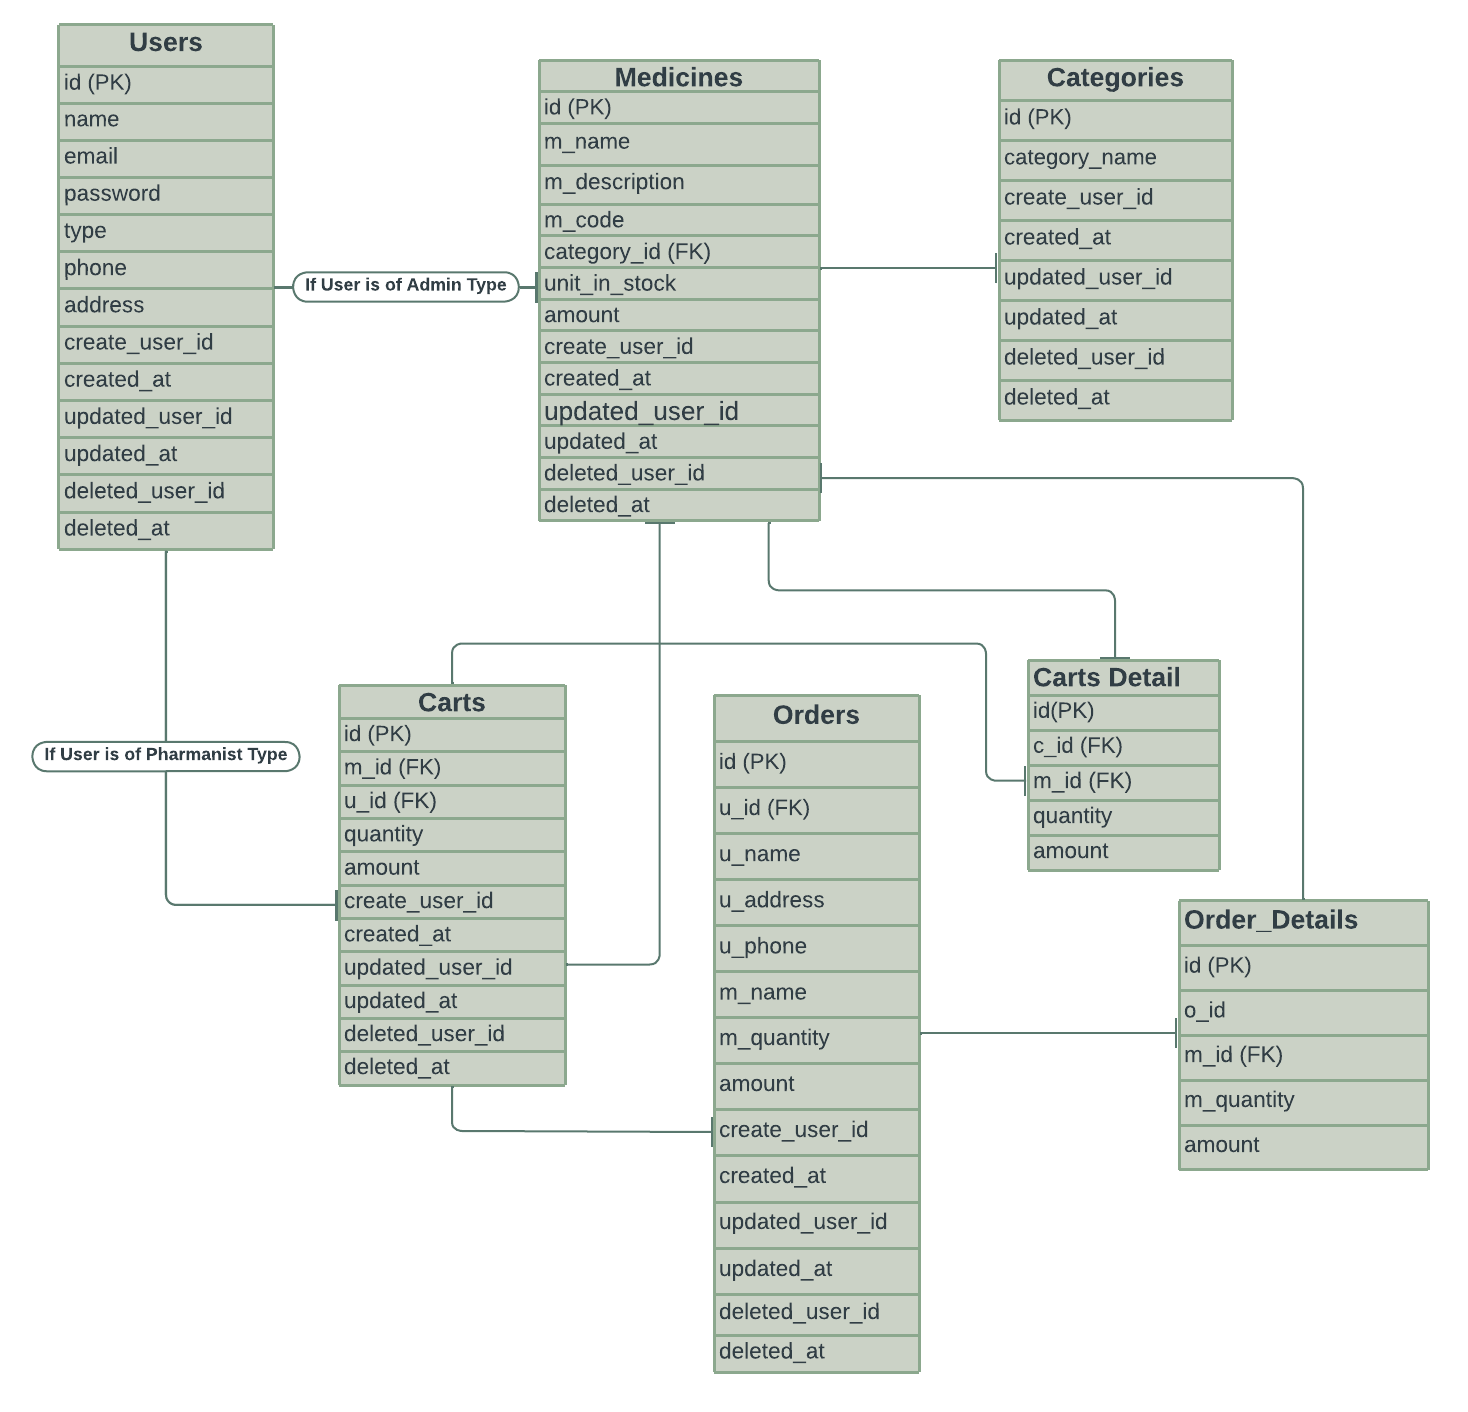 Users
id (PK)
name
email
password
type
phone
address
create_user_id
created_at
updated_user_id
updated_at
deleted_user_id
deleted_at
If User is of Admin Type
Medicines
id (PK)
m_name
m_description
m_code
category_id (FK)
unit_in_stock
amount
create_user_id
created_at
updated_user_id
updated_at
deleted_user_id
deleted_at
Categories
id (PK)
category_name
create_user_id
created_at
updated_user_id
updated_at
deleted_user_id
deleted_at
If User is of Pharmanist Type
Carts
id (PK)
m_id (FK)
u_id (FK)
quantity
amount
create_user_id
created_at
updated_user_id
updated_at
deleted_user_id
deleted_at
Orders
id (PK)
u_id (FK)
u_name
u_address
u_phone
m_name
m_quantity
amount
create_user_id
created_at
updated_user_id
updated_at
deleted_user_id
deleted_at
Carts Detail
id(PK)
c_id (FK)
m_id (FK)
quantity
amount
Order_Details
id (PK)
o_id
m_id (FK)
m_quantity
amount